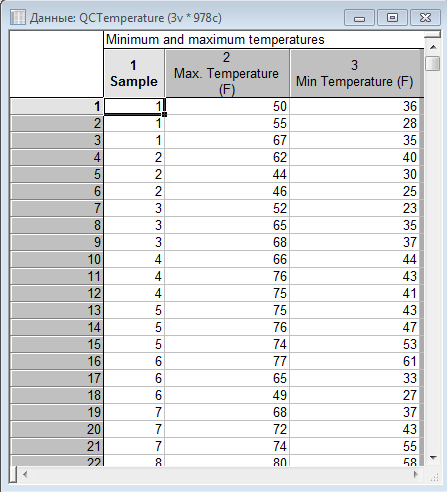 Данные: QCTemperature (3v * 978c)
Minimum and maximum temperatures
1 2 3
Sample Max. Temperature (F) Min Temperature (F)
1 1 50 36
2 1 55 28
3 1 67 35
4 2 62 40
5 2 44 30
6 2 46 25
7 3 52 23
8 3 65 35
9 3 68 37
10 4 66 44
11 4 76 43
12 4 75 41
13 5 75 43
14 5 76 47
15 5 74 53
16 6 77 61
17 6 65 33
18 6 49 27
19 7 68 37
20 7 72 43
21 7 74 55
22 8 80 58